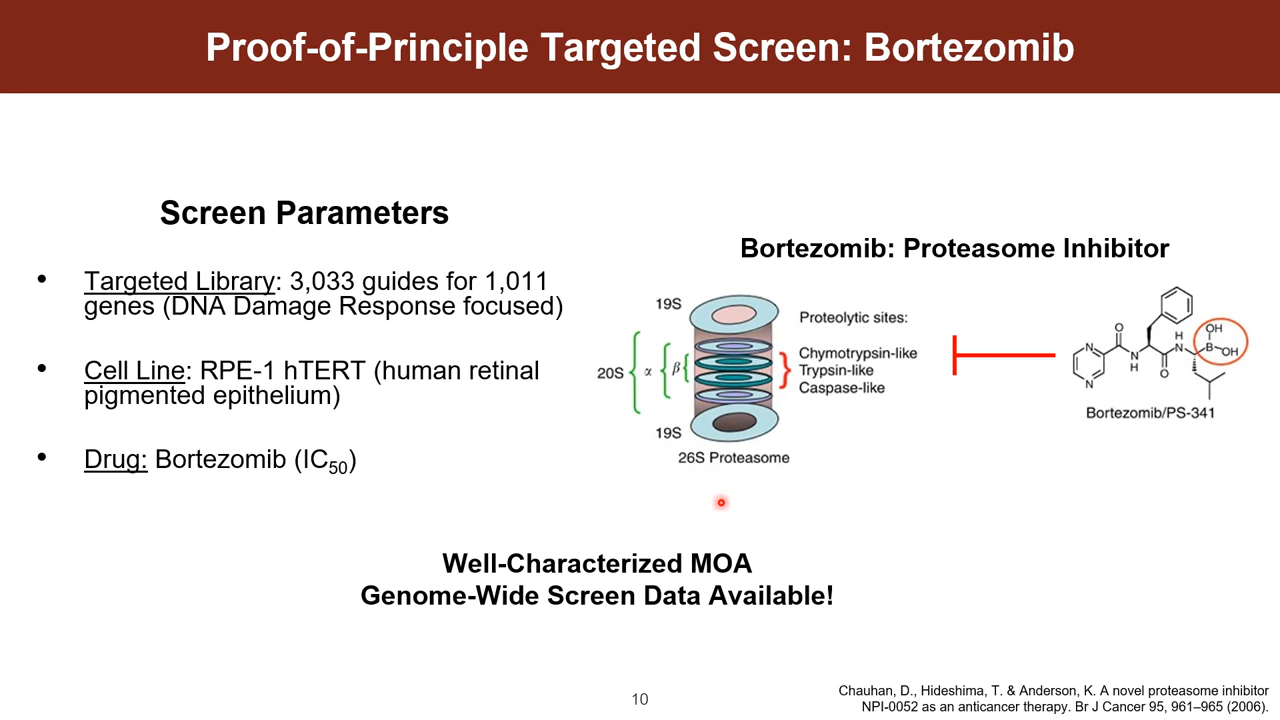 Proof-of-Principle Targeted Screen: Bortezomib
Screen Parameters
• Targeted Library: 3,033 guides for 1,011
genes (DNA Damage Response focused)
• Cell Line: RPE-1 hTERT (human retinal
pigmented epithelium)
• Drug: Bortezomib (IC50)
Bortezomib: Proteasome Inhibitor
19S
20S
α
β
19S
26S Proteasome
Proteolytic sites:
Chymotrypsin-like
Trypsin-like
Caspase-like
N
N
O
N
H
O
H
N
B
OH
OH
Bortezomib/PS-341
Well-Characterized MOA
Genome-Wide Screen Data Available!
10
Chauhan, D., Hideshima, T. & Anderson, K. A novel proteasome inhibitor
NPI-0052 as an anticancer therapy. Br J Cancer 95, 961–965 (2006).